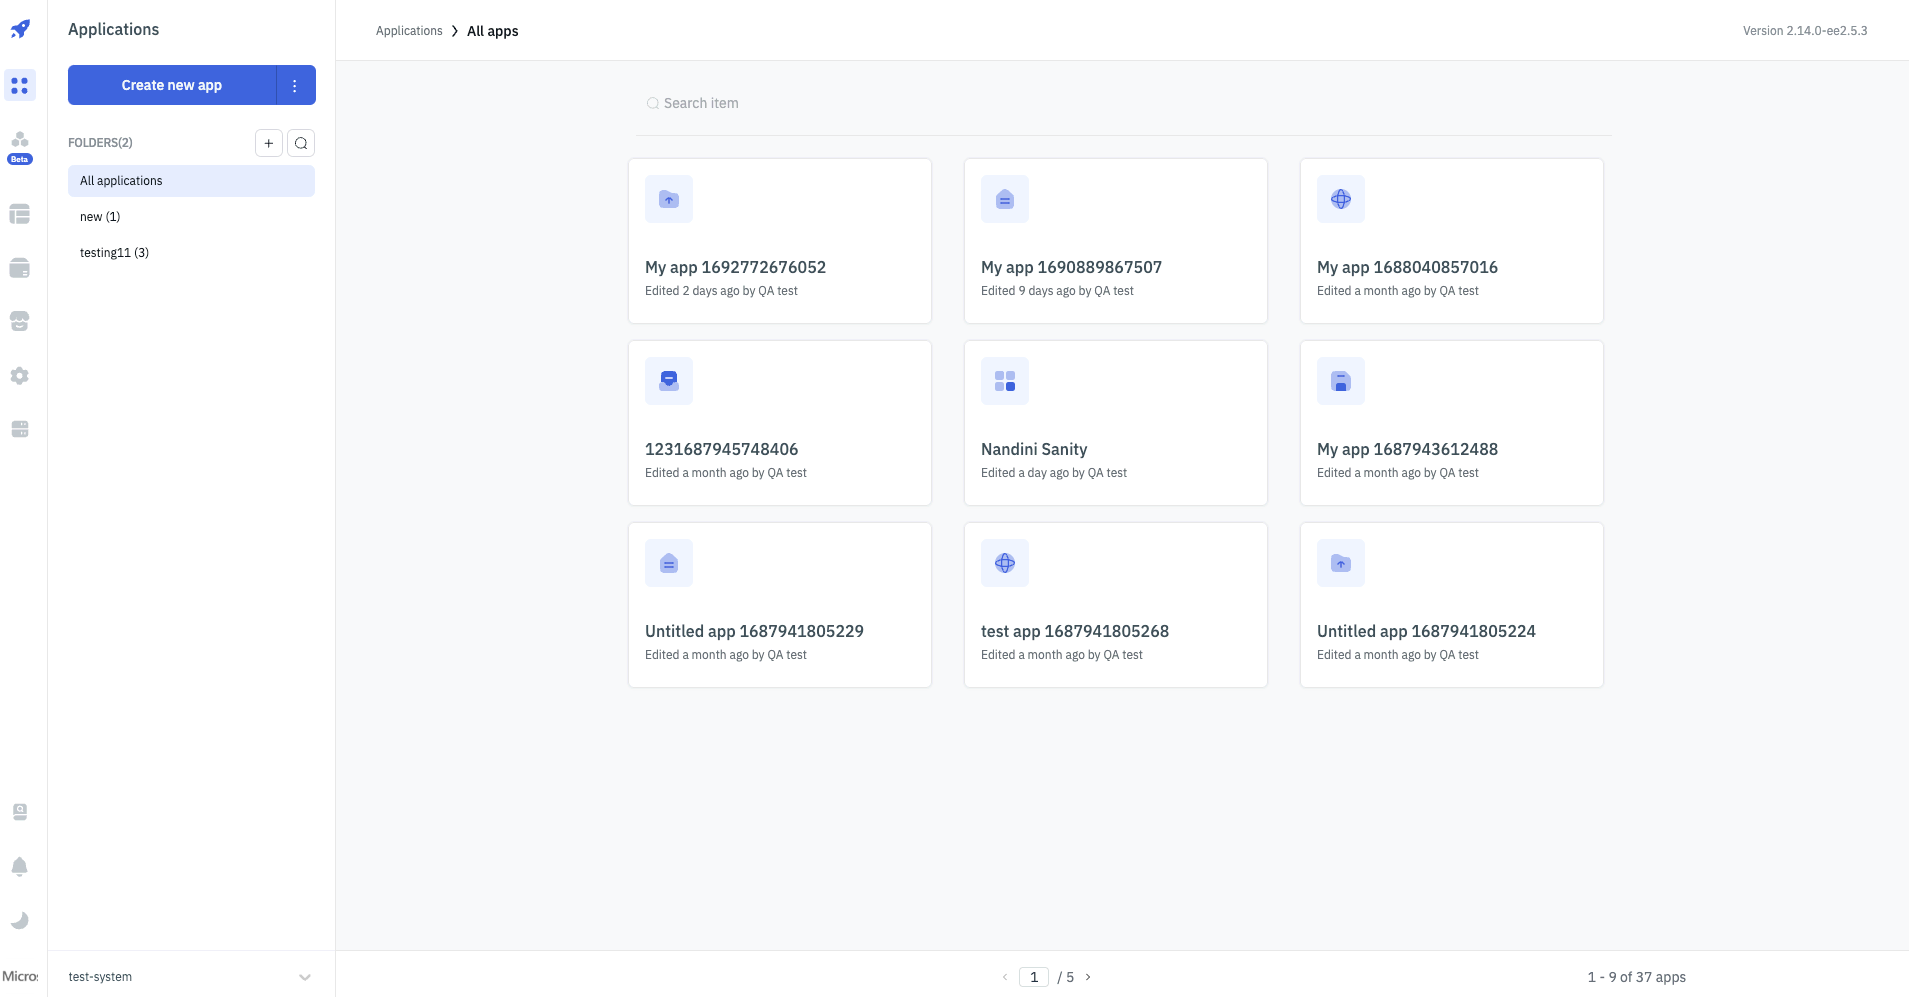 Applications
Create new app
FOLDERS(2)
All applications
new (1)
testing11 (3)
Beta
Micros
test-system
Applications
All apps
Version 2.14.0-ee2.5.3
Search item
My app 1692772676052
Edited 2 days ago by QA test
My app 1690889867507
Edited 9 days ago by QA test
My app 1688040857016
Edited a month ago by QA test
1231687945748406
Edited a month ago by QA test
Nandini Sanity
Edited a day ago by QA test
My app 1687943612488
Edited a month ago by QA test
Untitled app 1687941805229
Edited a month ago by QA test
test app 1687941805268
Edited a month ago by QA test
Untitled app 1687941805224
Edited a month ago by QA test
1 / 5
1 - 9 of 37 apps